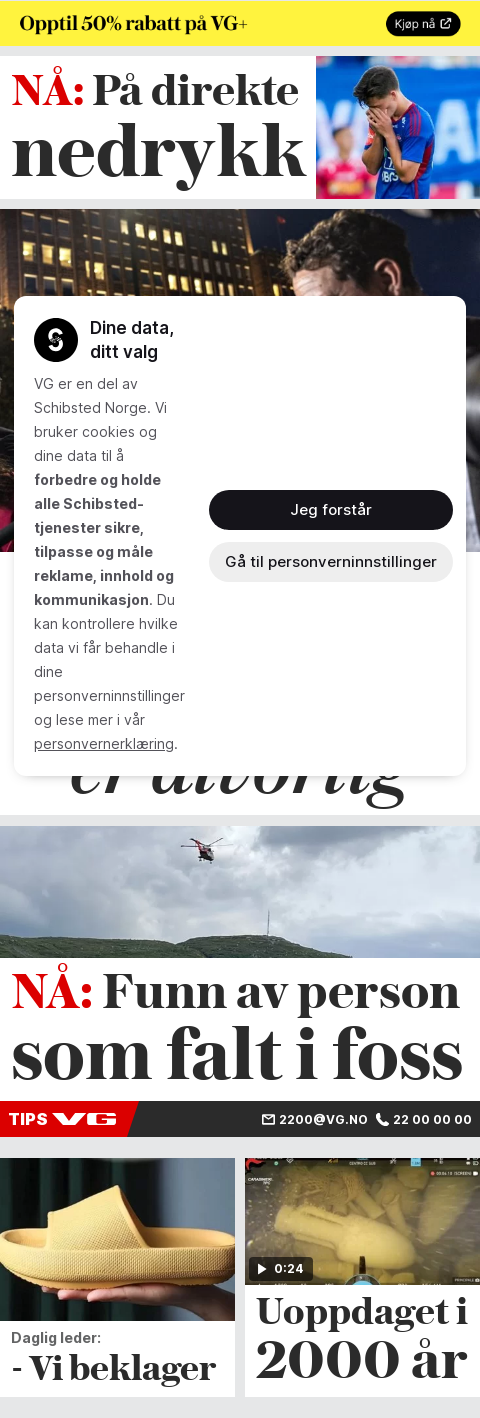 Opptil 50% rabatt på VG+
Kjøp nå
NÅ: På direkte
nedrykk
Dine data,
ditt valg
VG er en del av
Schibsted Norge. Vi
bruker cookies og
dine data til å
forbedre og holde
alle Schibsted-
tjenester sikre,
tilpasse og måle
reklame, innhold og
kommunikasjon. Du
kan kontrollere hvilke
data vi får behandle i
dine
personverninnstillinger
og lese mer i vår
personvernerklæring.
Jeg forstår
Gå til personverninnstillinger
er alvorlig
NÅ: Funn av person
som falt i foss
TIPS VG
2200@VG.NO 22 00 00 00
Daglig leder:
- Vi beklager
0:24
Uoppdaget i
2000 år